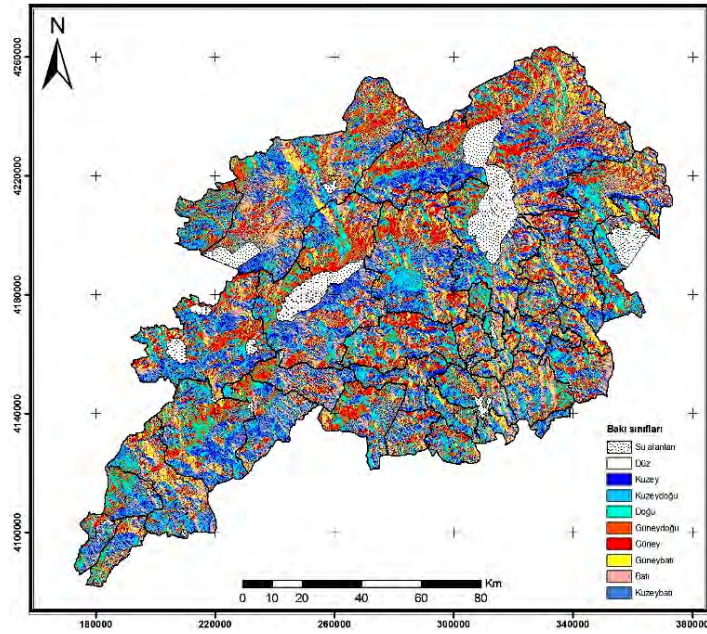 N
4260000
4220000
4180000
4140000
4100000
Bakı sınıfları
Su alanları
Düz
Kuzey
Kuzeydoğu
Doğu
Güneydoğu
Güney
Güneybatı
Batı
Kuzeybatı
Km
0 10 20 40 60 80
180000 220000 260000 300000 340000 380000